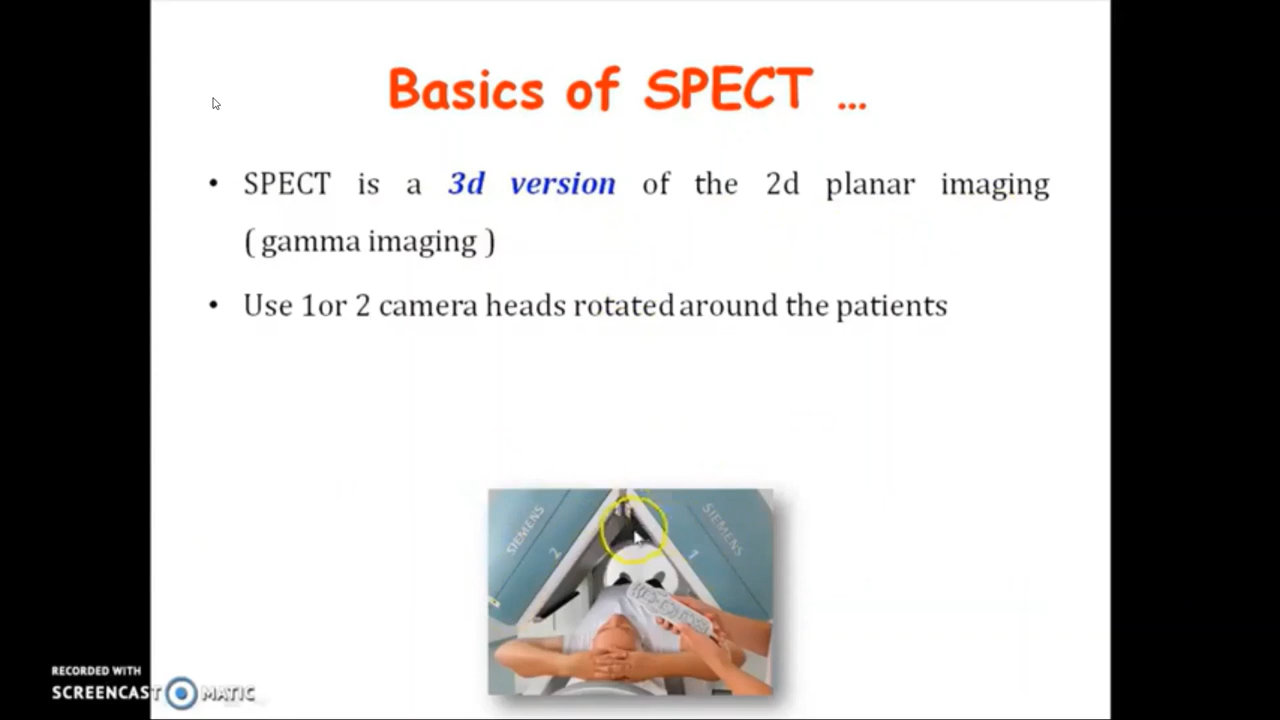 Basics of SPECT ...
• SPECT is a 3d version of the 2d planar imaging
( gamma imaging )
• Use 1or 2 camera heads rotated around the patients
SIEMENS
2
SIEMENS
1
RECORDED WITH
SCREENCAST MATIC